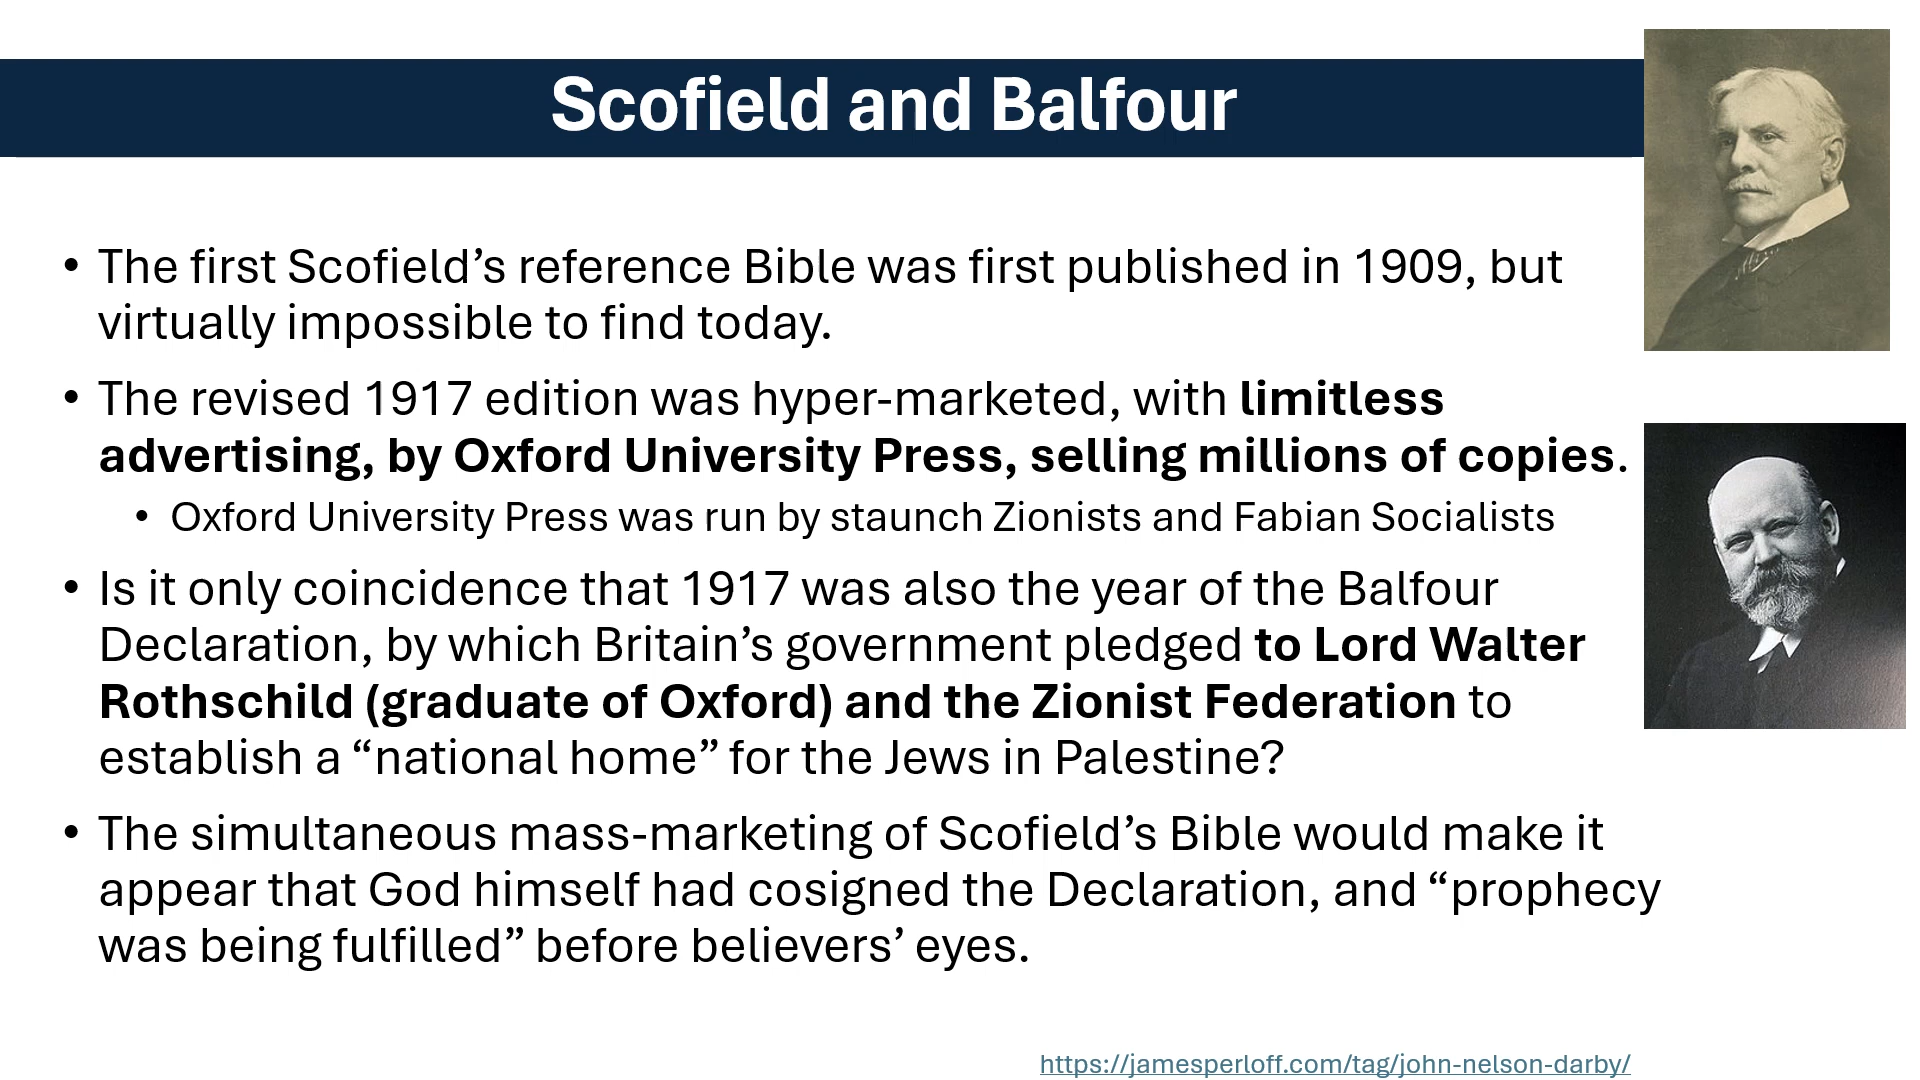 Scofield and Balfour
• The first Scofield’s reference Bible was first published in 1909, but
virtually impossible to find today.
• The revised 1917 edition was hyper-marketed, with limitless
advertising, by Oxford University Press, selling millions of copies.
• Oxford University Press was run by staunch Zionists and Fabian Socialists
• Is it only coincidence that 1917 was also the year of the Balfour
Declaration, by which Britain’s government pledged to Lord Walter
Rothschild (graduate of Oxford) and the Zionist Federation to
establish a “national home” for the Jews in Palestine?
• The simultaneous mass-marketing of Scofield’s Bible would make it
appear that God himself had cosigned the Declaration, and “prophecy
was being fulfilled” before believers’ eyes.
https://jamesperloff.com/tag/john-nelson-darby/